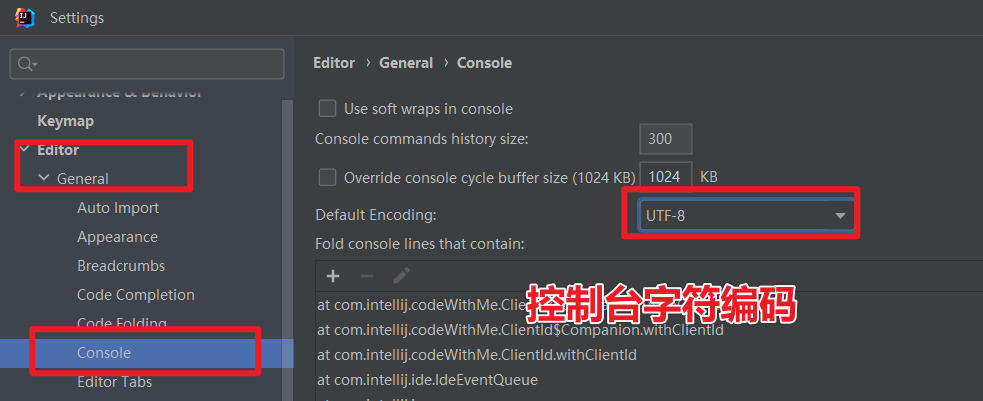 Settings
Appearance & Behavior
Keymap
Editor
General
Auto Import
Appearance
Breadcrumbs
Code Completion
Code Folding
Console
Editor Tabs
Editor › General › Console
Use soft wraps in console
Console commands history size: 300
Override console cycle buffer size (1024 KB) 1024 KB
Default Encoding: UTF-8
Fold console lines that contain:
控制台字符编码
at com.intellij.codeWithMe.Clien
at com.intellij.codeWithMe.ClientId$Companion.withClientId
at com.intellij.codeWithMe.ClientId.withClientId
at com.intellij.ide.IdeEventQueue